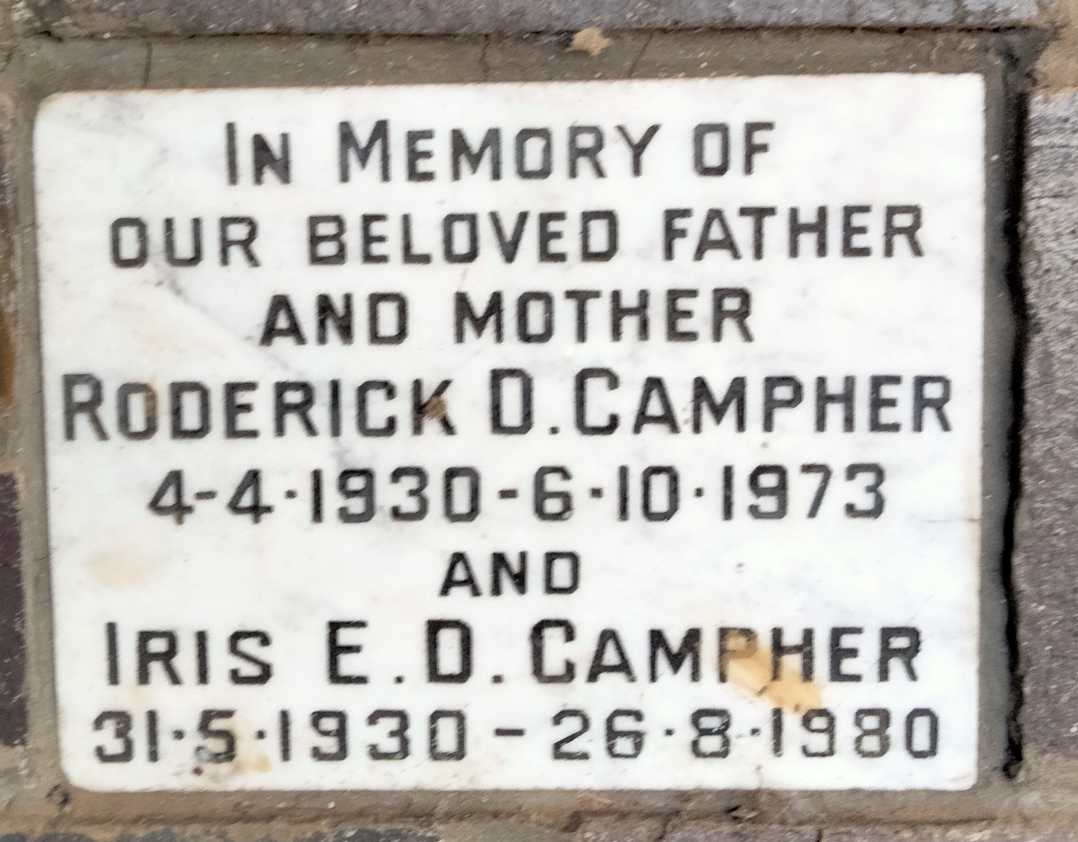 IN MEMORY OF
OUR BELOVED FATHER
AND MOTHER
RODERICK D. CAMPHER
4-4·1930-6·10·1973
AND
IRIS E. D. CAMPHER
31·5·1930 - 26·8·1980